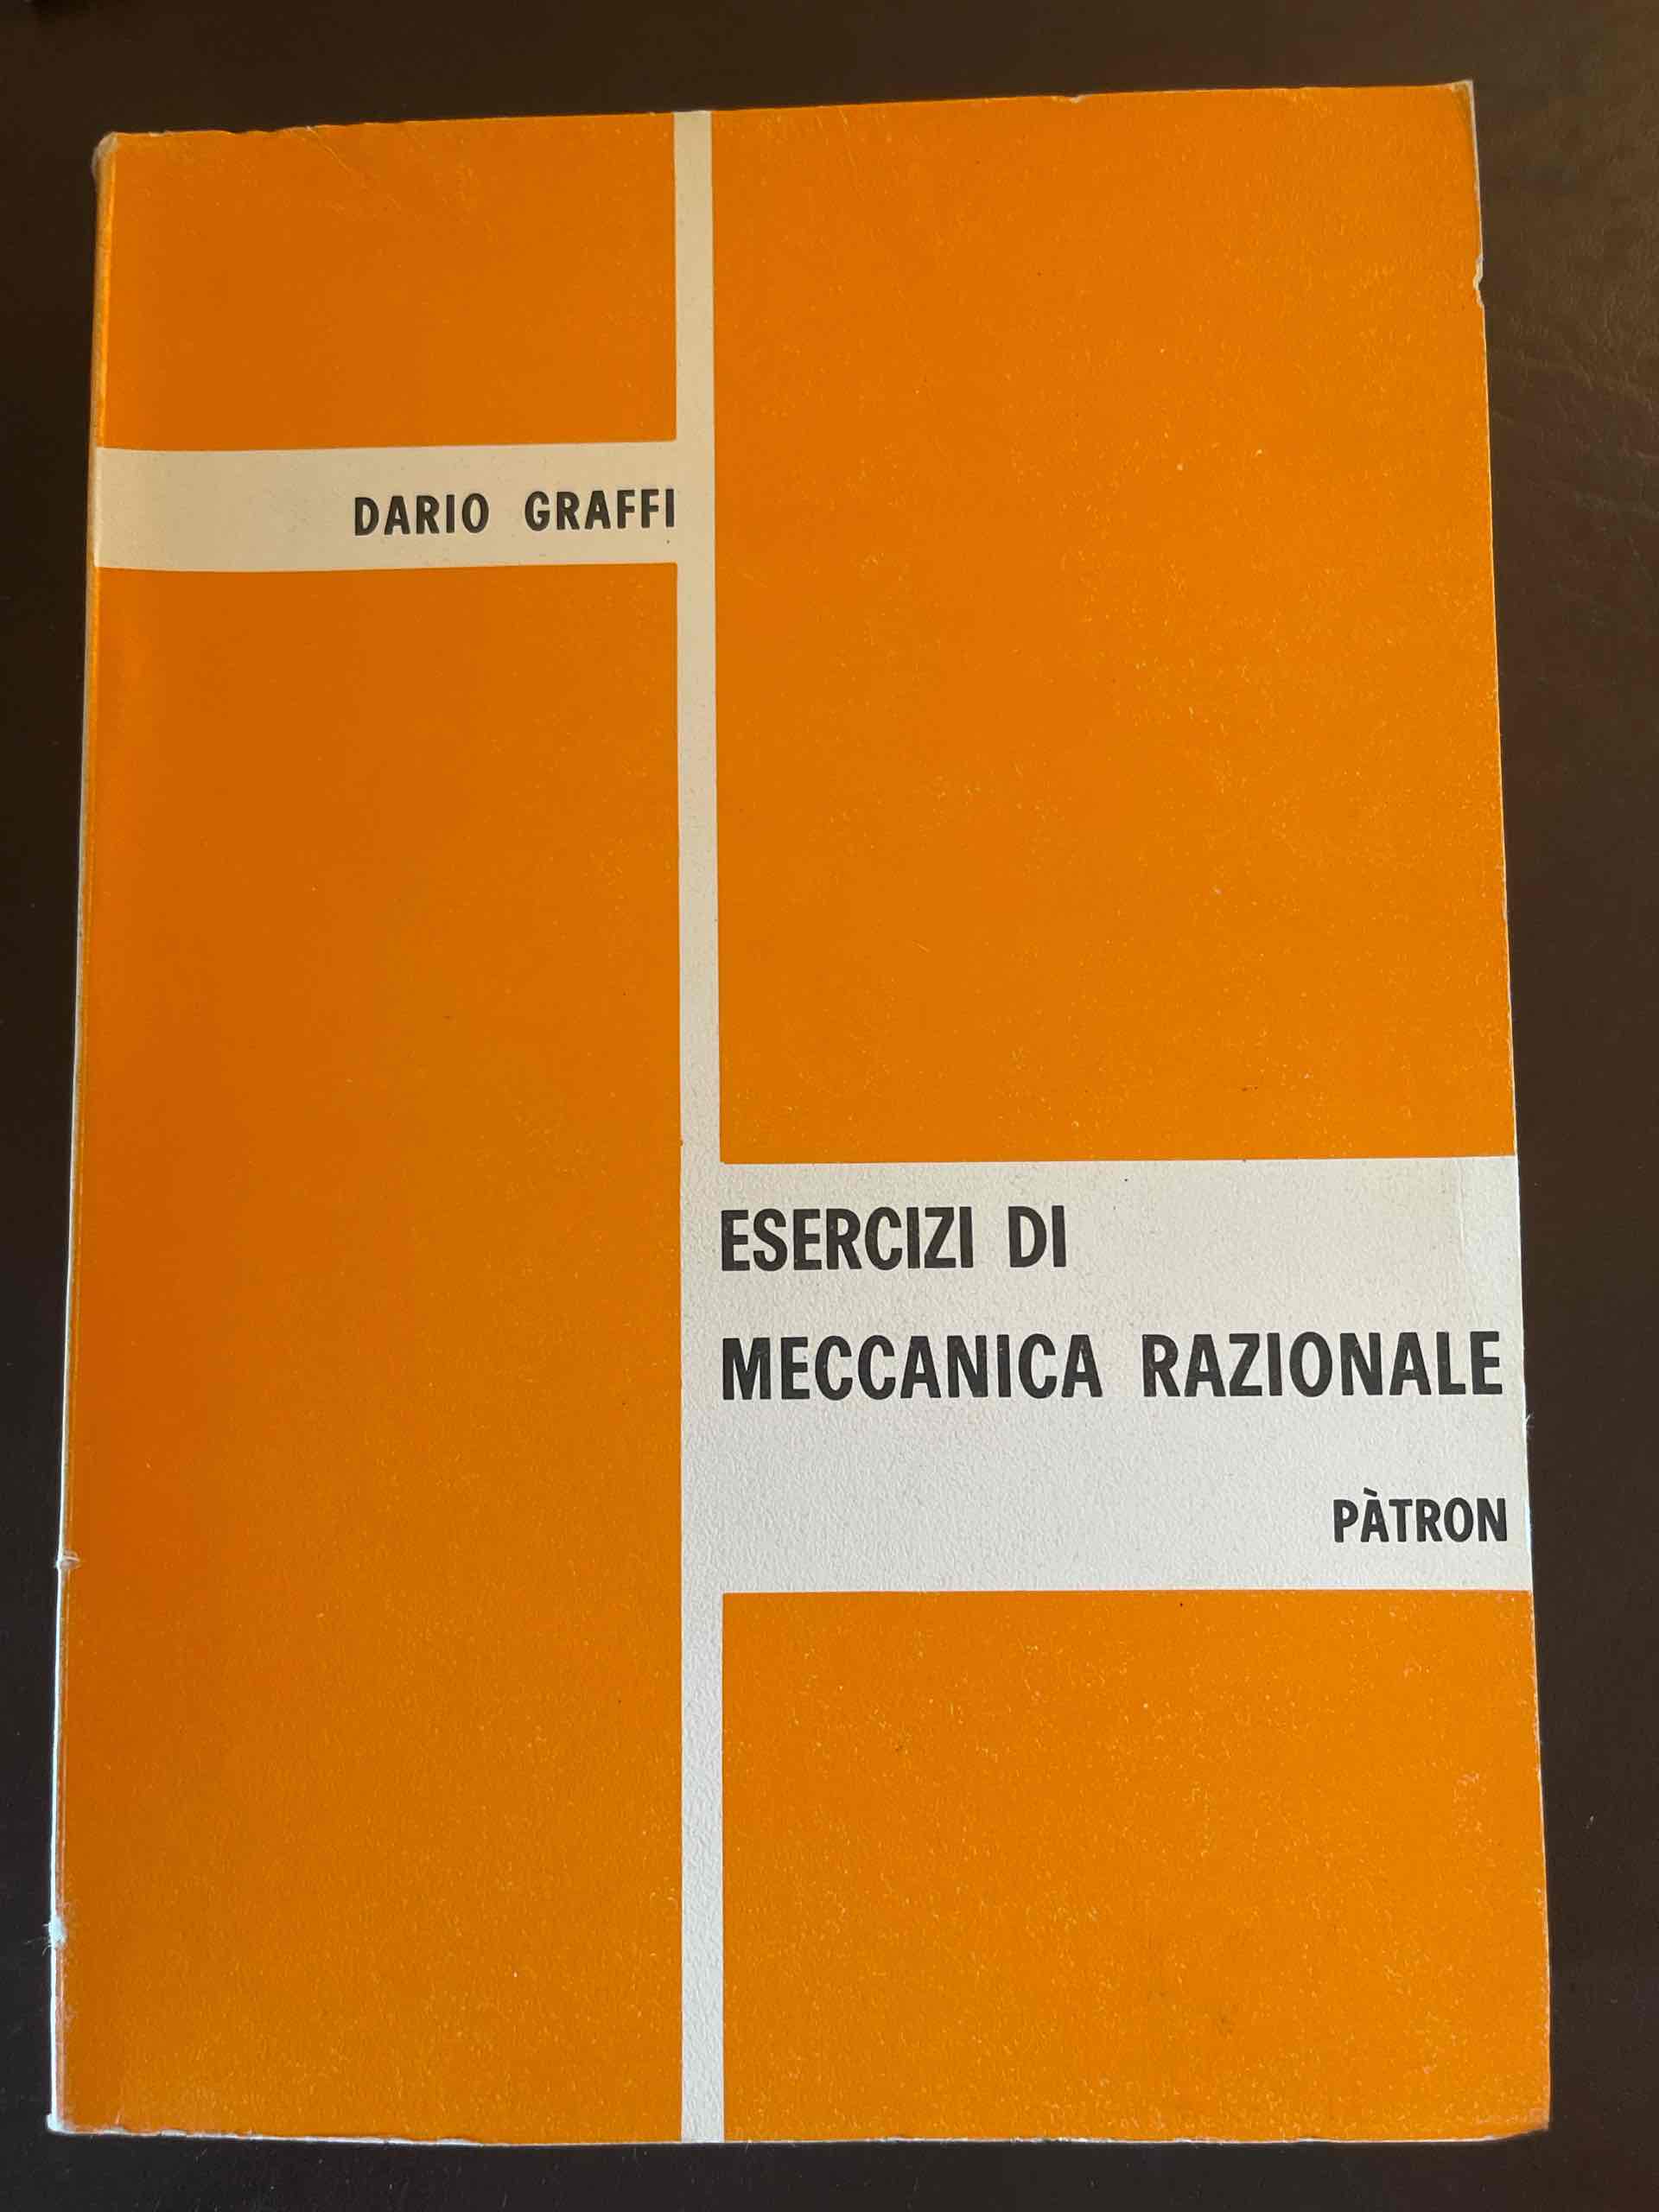 DARIO GRAFFI
ESERCIZI DI
MECCANICA RAZIONALE
PÀTRON